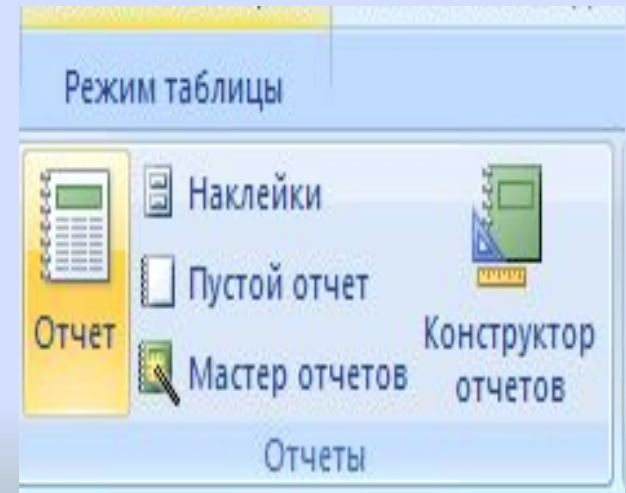 Режим таблицы
Наклейки
Пустой отчет
Мастер отчетов
Отчет
Конструктор
отчетов
Отчеты